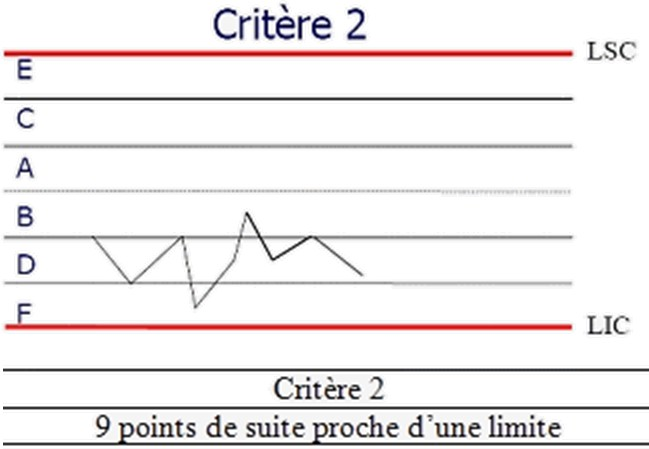 Critère 2
LSC
E
C
A
B
D
F
LIC
Critère 2
9 points de suite proche d’une limite